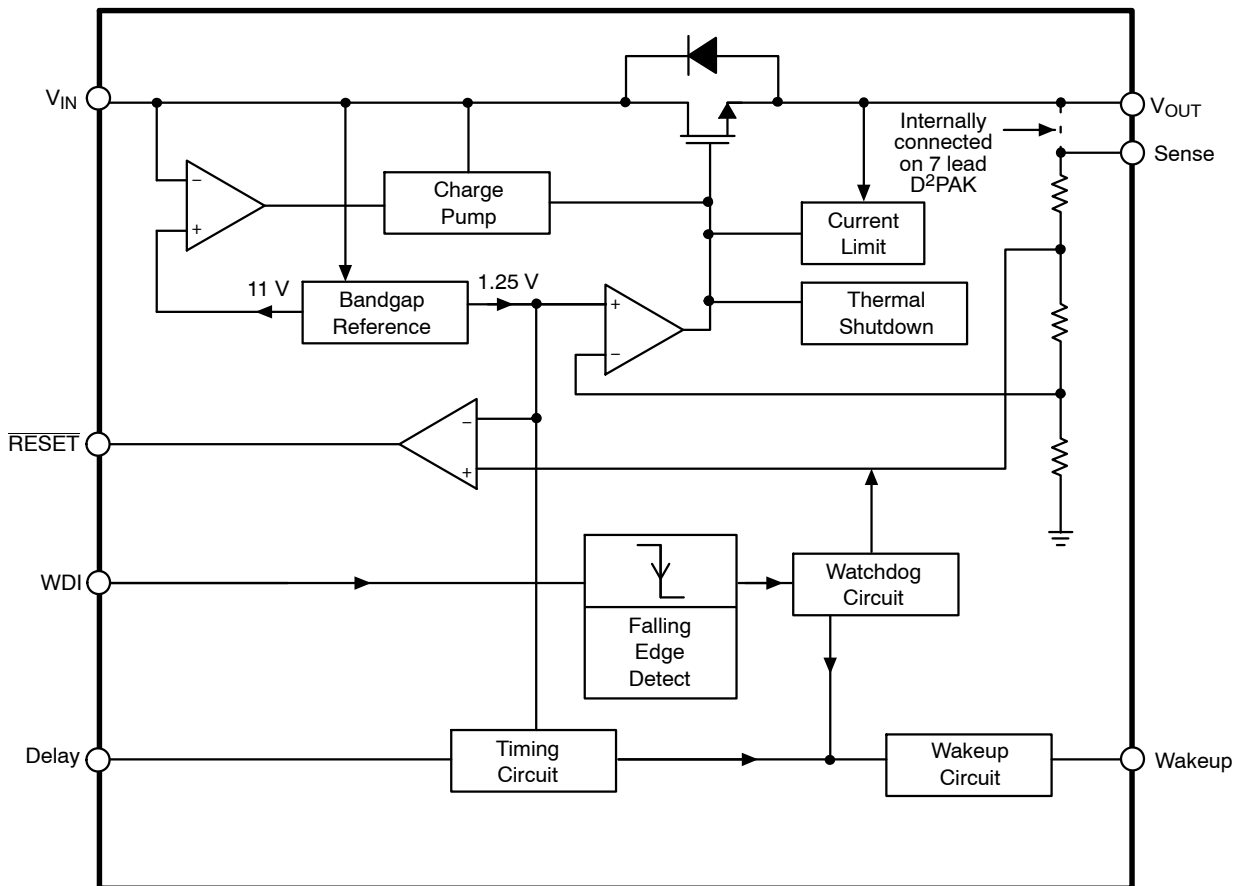 V_IN
V_OUT
Internally
connected
on 7 lead
D²PAK
Sense
−
+
Charge
Pump
Current
Limit
11 V
Bandgap
Reference
1.25 V
+
−
Thermal
Shutdown
RESET
−
+
WDI
Falling
Edge
Detect
Watchdog
Circuit
Delay
Timing
Circuit
Wakeup
Circuit
Wakeup